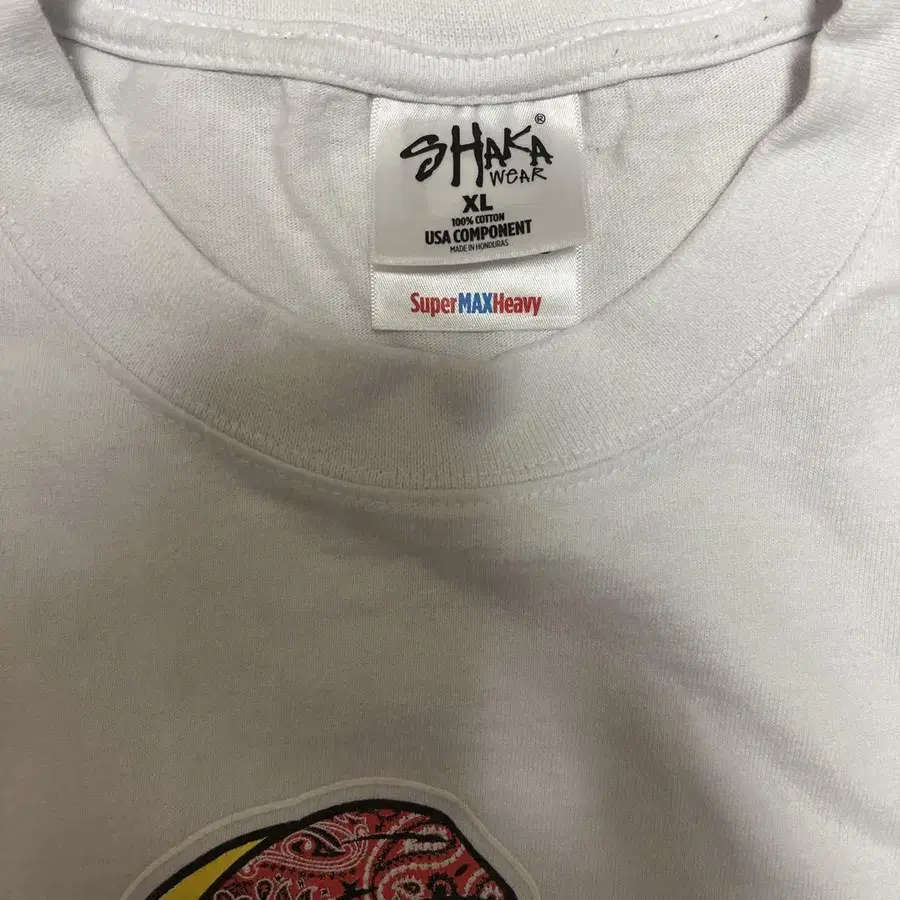 SHAKA®
WEAR
XL
100% COTTON
USA COMPONENT
MADE IN HONDURAS
SuperMAXHeavy